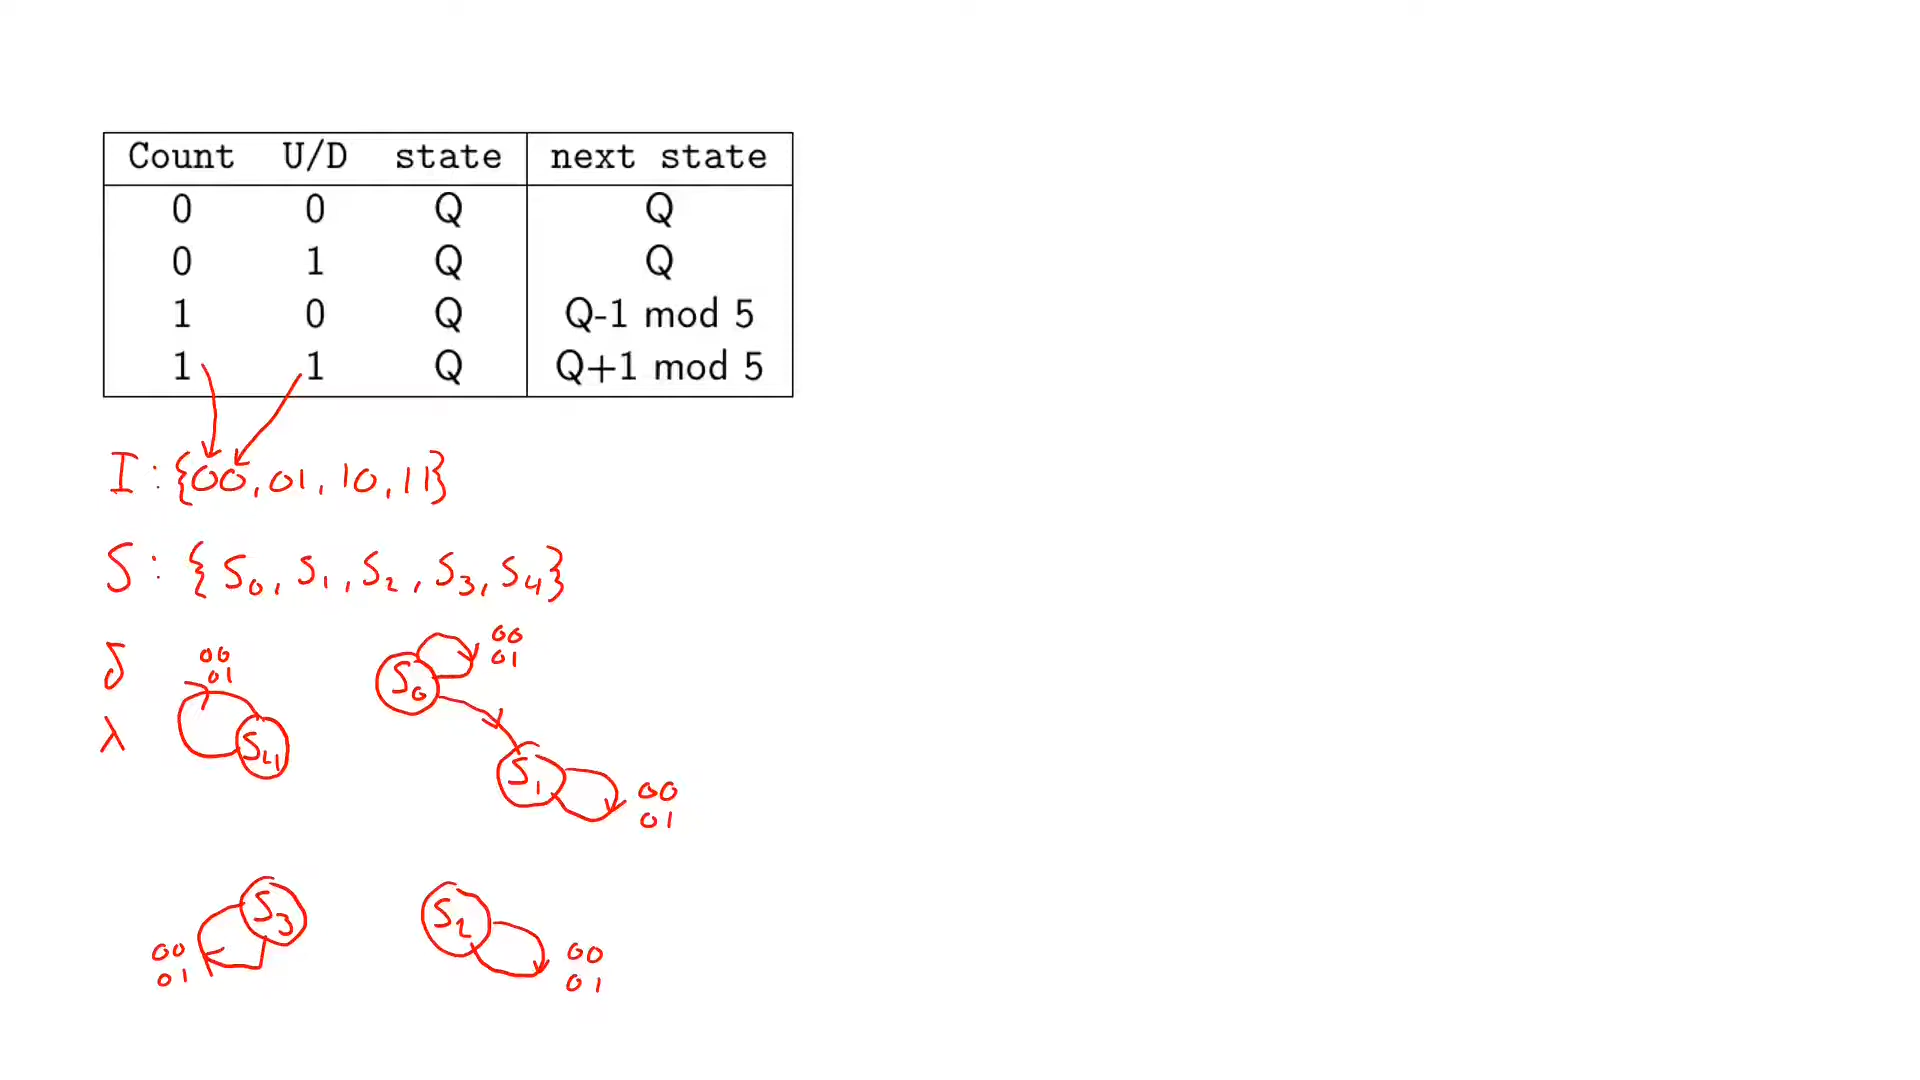 Count U/D state next state
0 0 Q Q
0 1 Q Q
1 0 Q Q-1 mod 5
1 1 Q Q+1 mod 5
I : {00, 01, 10, 11}
S : { S0, S1, S2, S3, S4}
δ
λ
00
01
S4
S0
00
01
S1
00
01
S3
00
01
S2
00
01